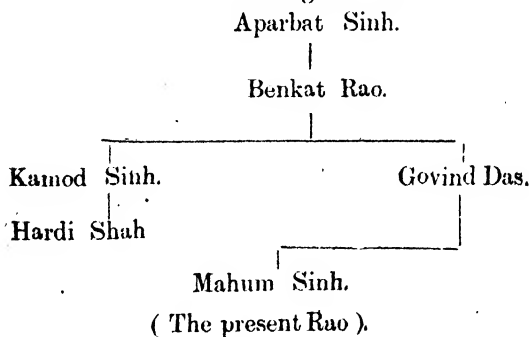 Aparbat Sinh.
Benkat Rao.
Kamod Sinh. Govind Das.
Hardi Shah
Mahum Sinh.
( The present Rao ).